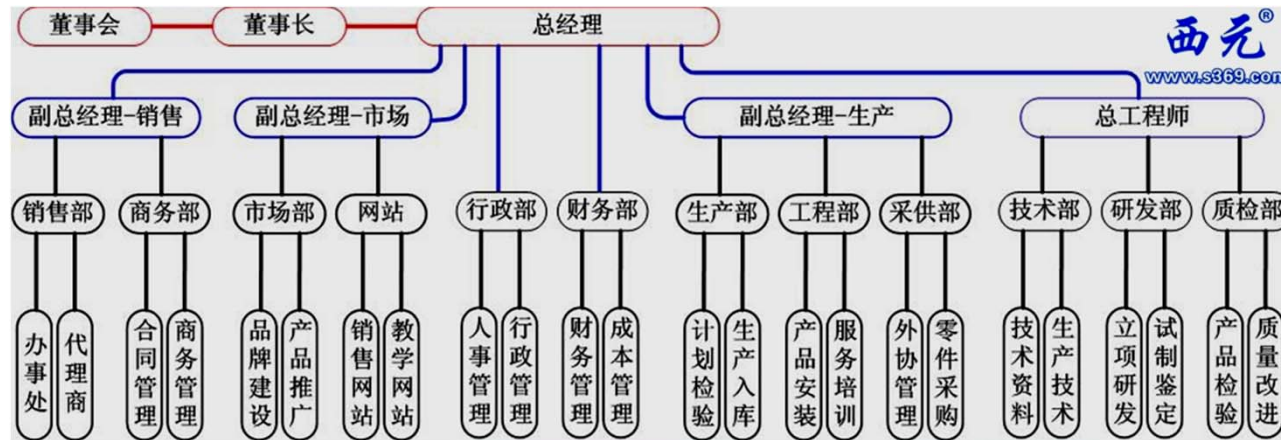 董事会 董事长 总经理
西元®
www.s369.com
副总经理-销售 副总经理-市场 副总经理-生产 总工程师
销售部 商务部 市场部 网站 行政部 财务部 生产部 工程部 采供部 技术部 研发部 质检部
办事处
代理商
合同管理
商务管理
品牌建设
产品推广
销售网站
教学网站
人事管理
行政管理
财务管理
成本管理
计划检验
生产入库
产品安装
服务培训
外协管理
零件采购
技术资料
生产技术
立项研发
试制鉴定
产品检验
质量改进